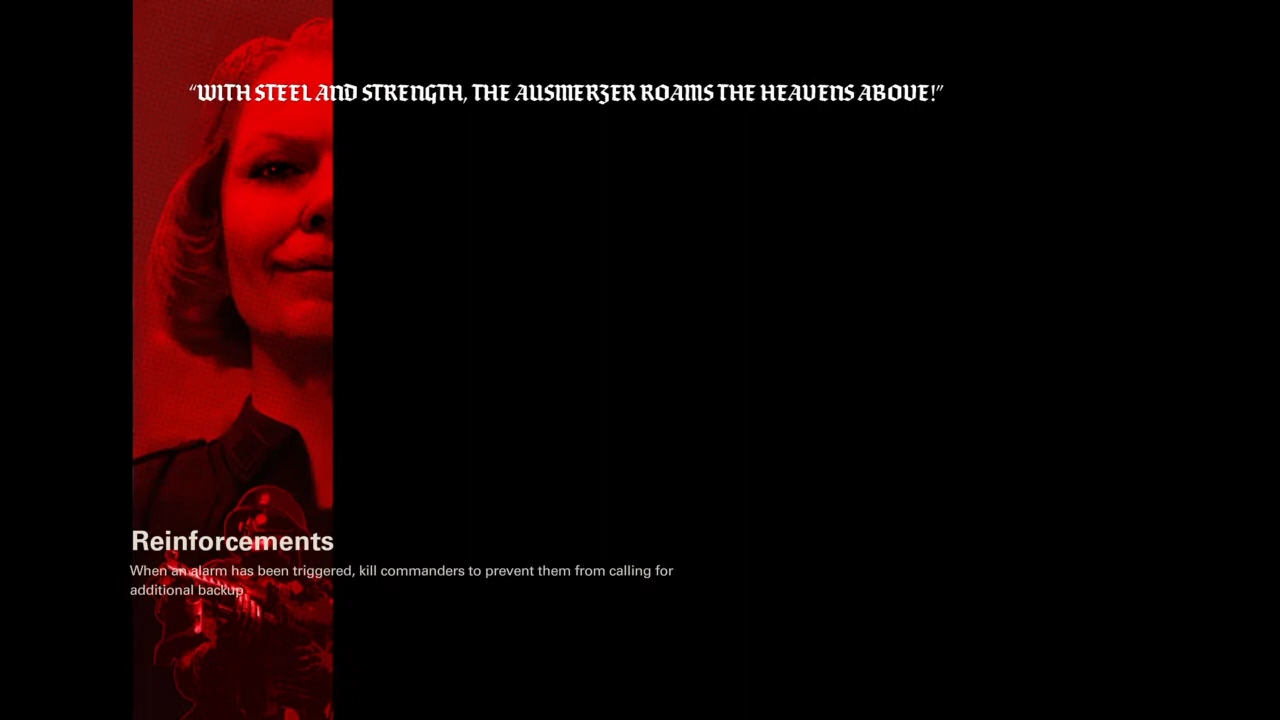 “WITH STEEL AND STRENGTH, THE AUSMERZER ROAMS THE HEAVENS ABOVE!”
Reinforcements
When an alarm has been triggered, kill commanders to prevent them from calling for
additional backup.